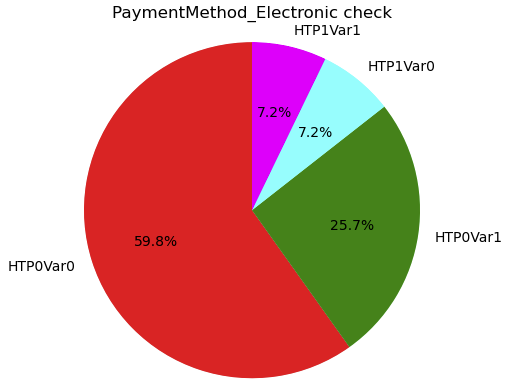 PaymentMethod_Electronic check
HTP1Var1
HTP1Var0
7.2%
7.2%
25.7%
HTP0Var1
59.8%
HTP0Var0